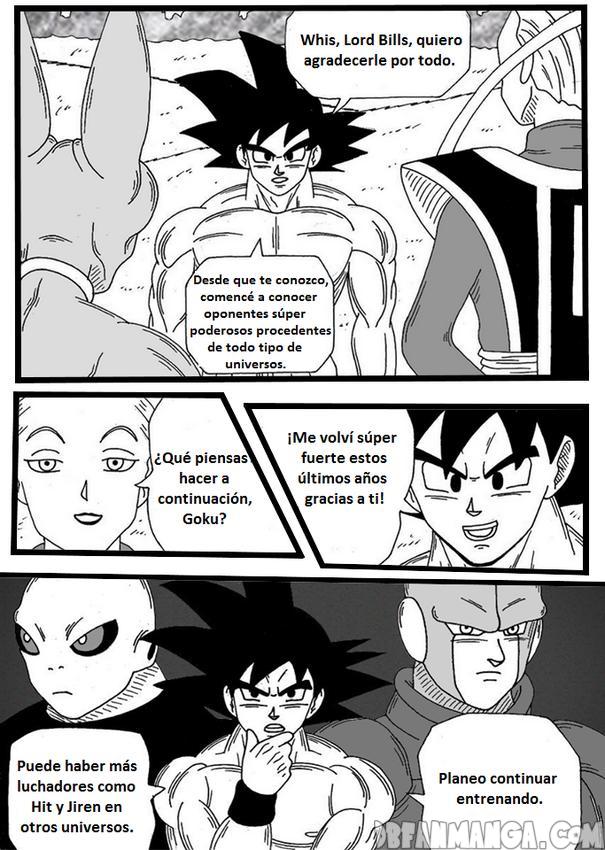 Whis, Lord Bills, quiero
agradecerle por todo.
Desde que te conozco,
comencé a conocer
oponentes súper
poderosos procedentes
de todo tipo de
universos.
¿Qué piensas
hacer a
continuación,
Goku?
¡Me volví súper
fuerte estos
últimos años
gracias a ti!
Puede haber más
luchadores como
Hit y Jiren en
otros universos.
Planeo continuar
entrenando.
DBFANMANGA.COM